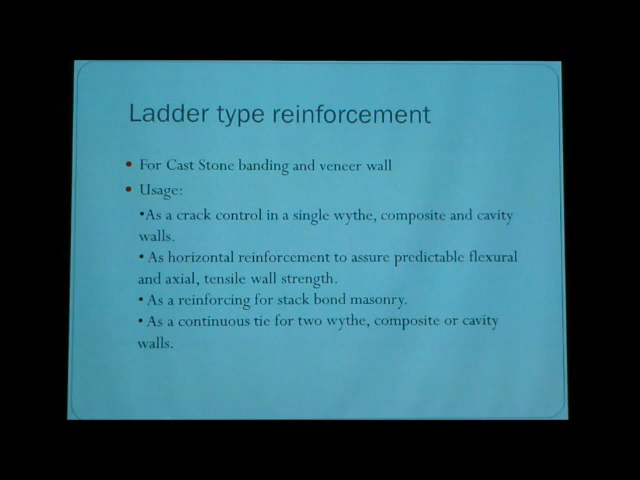 Ladder type reinforcement
• For Cast Stone banding and veneer wall
• Usage:
•As a crack control in a single wythe, composite and cavity
walls.
• As horizontal reinforcement to assure predictable flexural
and axial, tensile wall strength.
• As a reinforcing for stack bond masonry.
• As a continuous tie for two wythe, composite or cavity
walls.